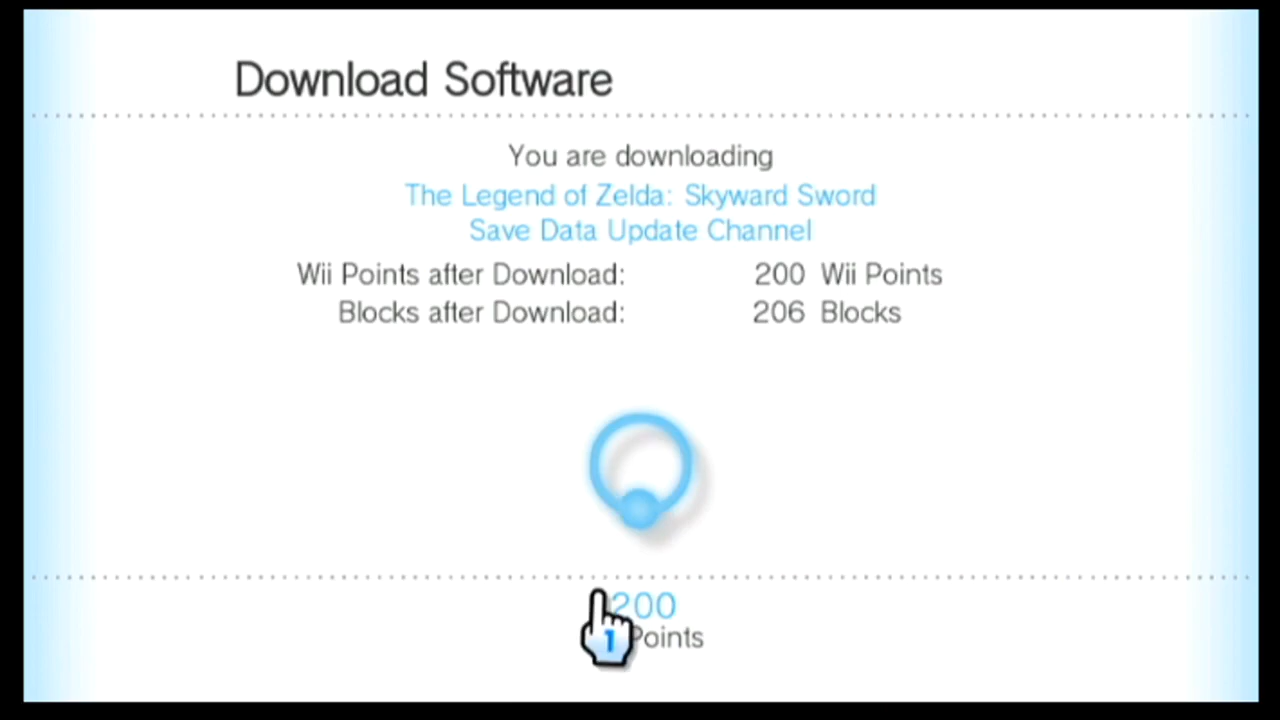 Download Software
You are downloading
The Legend of Zelda: Skyward Sword
Save Data Update Channel
Wii Points after Download: 200 Wii Points
Blocks after Download: 206 Blocks
200
Points
1